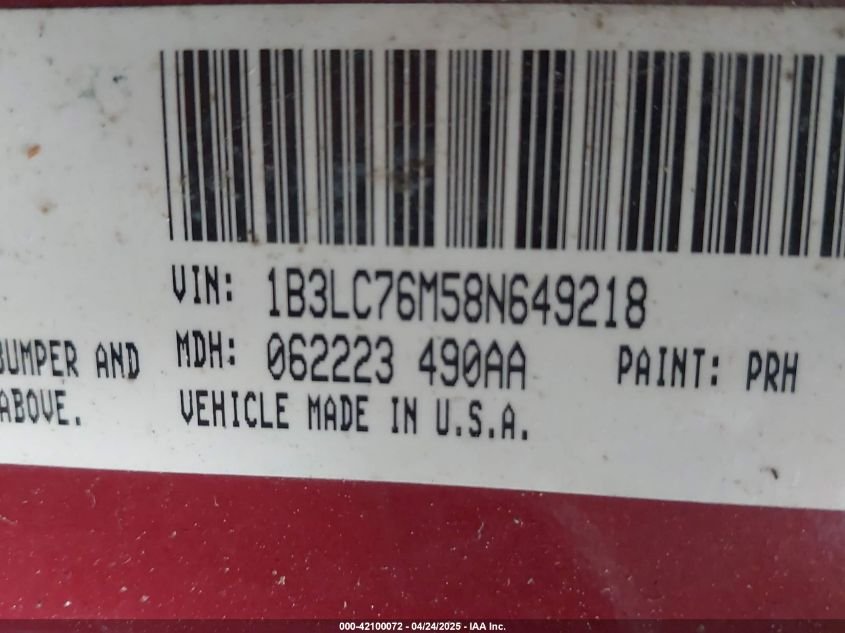 VIN: 1B3LC76M58N649218
BUMPER AND MDH: 062223 490AA PAINT: PRH
ABOVE. VEHICLE MADE IN U.S.A.
000-42100072 - 04/24/2025 - IAA Inc.